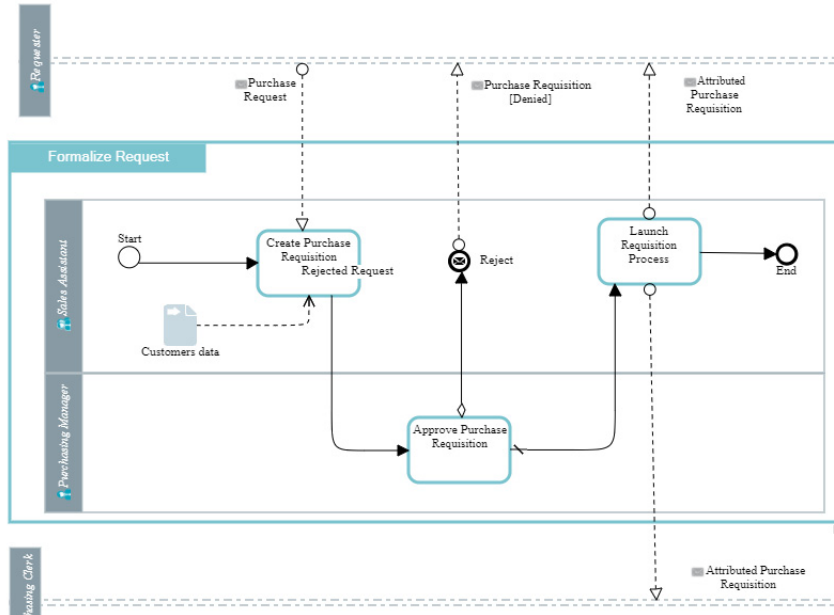 Requester
Purchase
Request
Purchase Requisition
[Denied]
Attributed
Purchase
Requisition
Formalize Request
Sales Assistant
Start
Create Purchase
Requisition
Rejected Request
Reject
Launch
Requisition
Process
End
Customers data
Purchasing Manager
Approve Purchase
Requisition
Attributed Purchase
Requisition
Clerk